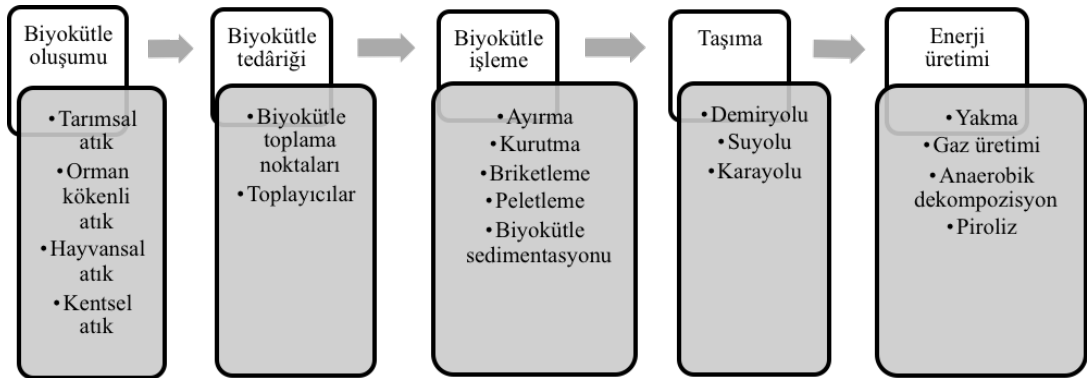 Biyokütle
oluşumu
• Tarımsal
atık
• Orman
kökenli
atık
• Hayvansal
atık
• Kentsel
atık
Biyokütle
tedâriği
• Biyokütle
toplama
noktaları
• Toplayıcılar
Biyokütle
işleme
• Ayırma
• Kurutma
• Briketleme
• Peletleme
• Biyokütle
sedimentasyonu
Taşıma
• Demiryolu
• Suyolu
• Karayolu
Enerji
üretimi
• Yakma
• Gaz üretimi
• Anaerobik
dekompozisyon
• Piroliz